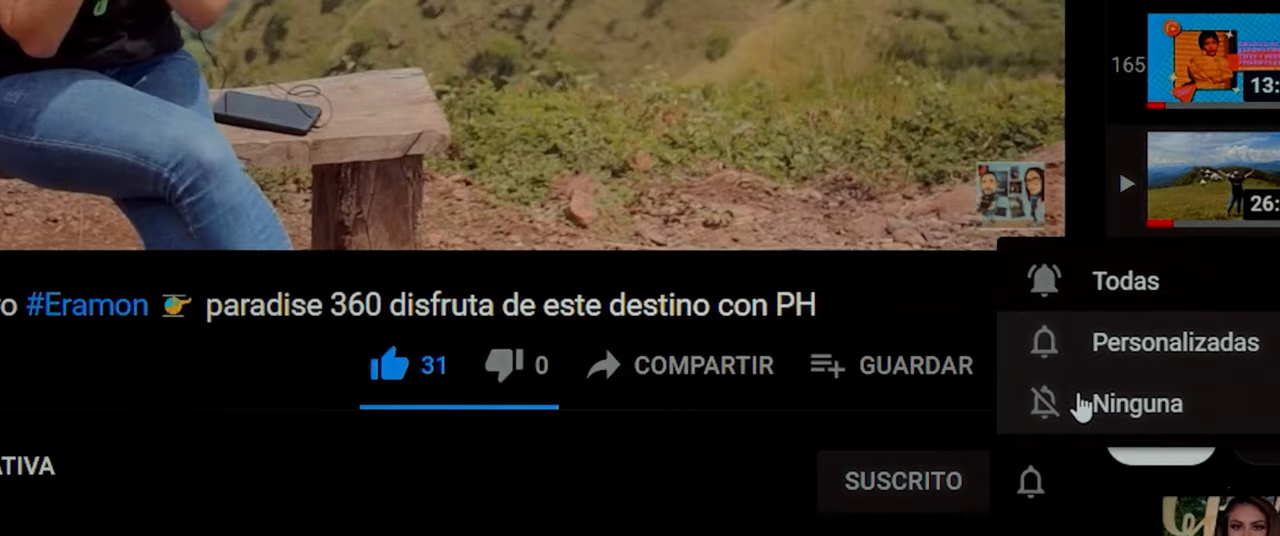 165
13:
26:
Todas
o #Eramon paradise 360 disfruta de este destino con PH
Personalizadas
31 0 COMPARTIR GUARDAR
Ninguna
ATIVA
SUSCRITO